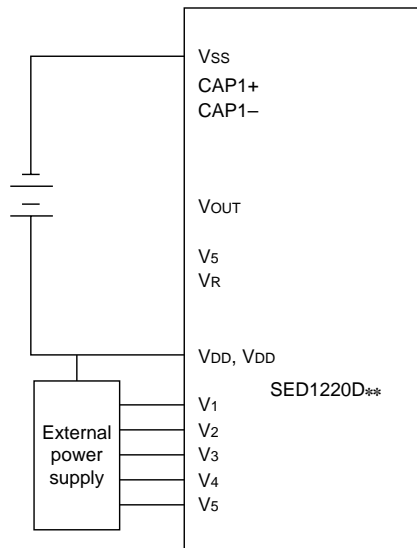 VSS
CAP1+
CAP1–
VOUT
V5
VR
VDD, VDD
SED1220D**
V1
V2
V3
V4
V5
External
power
supply